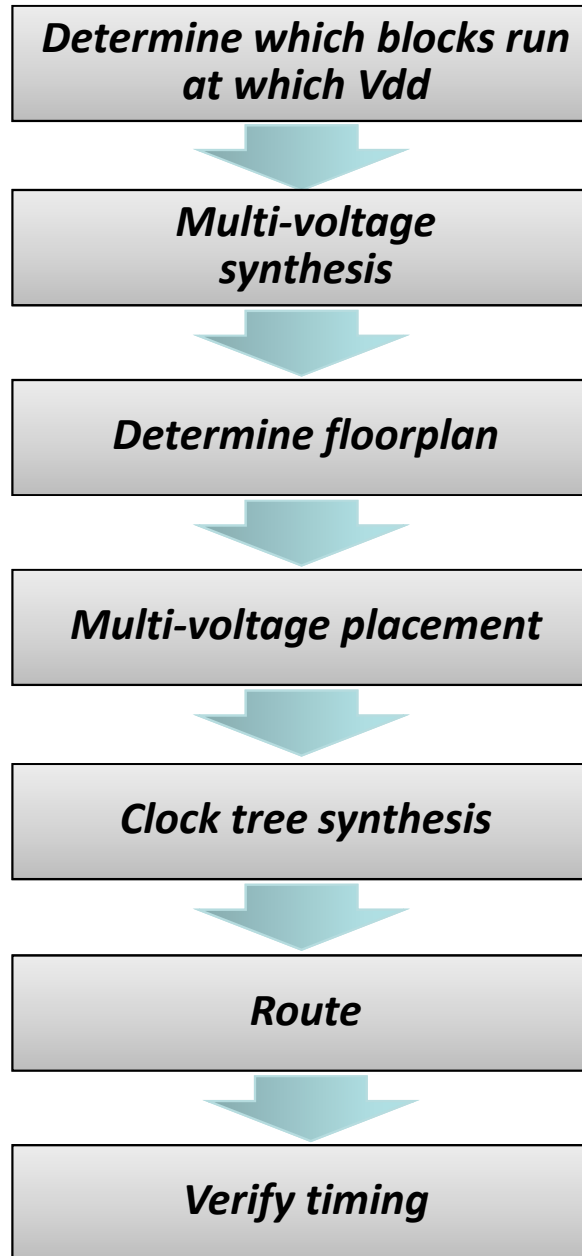 Determine which blocks run
at which Vdd
Multi-voltage
synthesis
Determine floorplan
Multi-voltage placement
Clock tree synthesis
Route
Verify timing